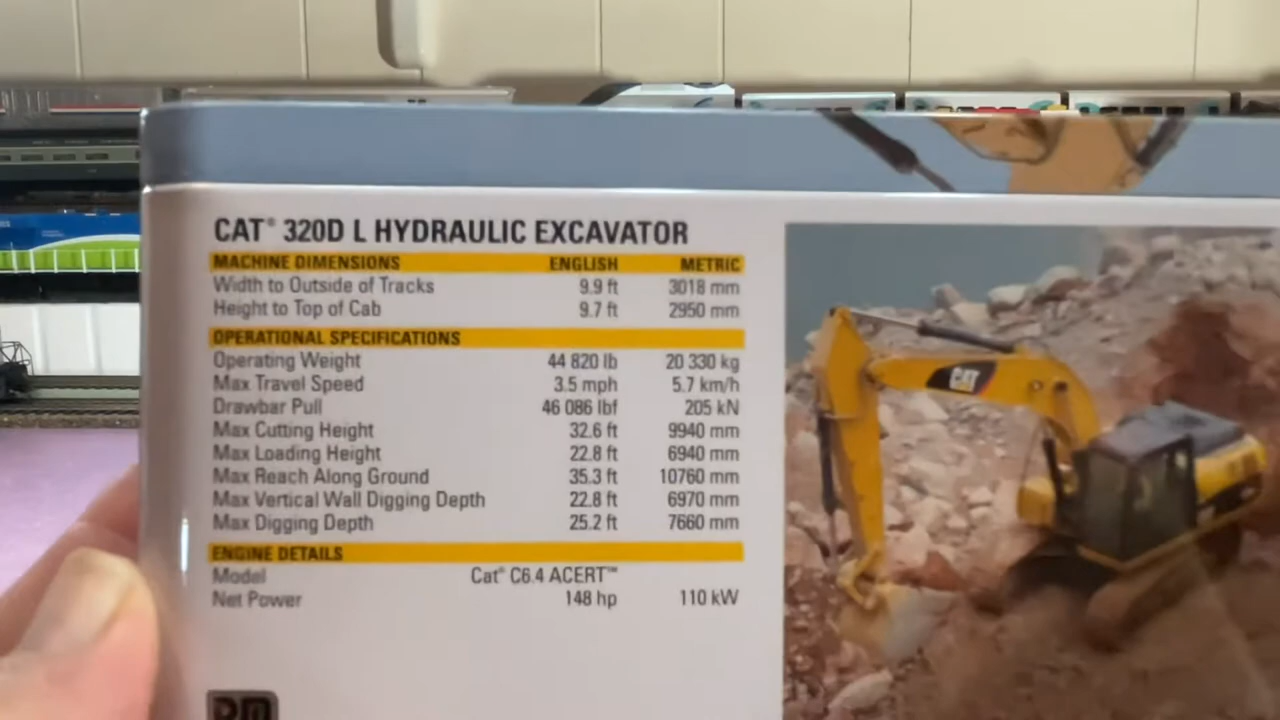 CAT® 320D L HYDRAULIC EXCAVATOR
MACHINE DIMENSIONS ENGLISH METRIC
Width to Outside of Tracks 9.9 ft 3018 mm
Height to Top of Cab 9.7 ft 2950 mm
OPERATIONAL SPECIFICATIONS
Operating Weight 44 820 lb 20 330 kg
Max Travel Speed 3.5 mph 5.7 km/h
Drawbar Pull 46 086 lbf 205 kN
Max Cutting Height 32.6 ft 9940 mm
Max Loading Height 22.8 ft 6940 mm
Max Reach Along Ground 35.3 ft 10760 mm
Max Vertical Wall Digging Depth 22.8 ft 6970 mm
Max Digging Depth 25.2 ft 7660 mm
ENGINE DETAILS
Model Cat® C6.4 ACERT™
Net Power 148 hp 110 kW
CAT